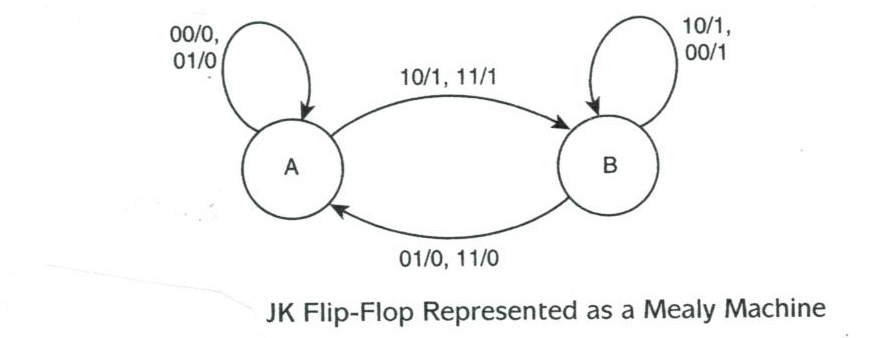 00/0,
01/0
10/1, 11/1
10/1,
00/1
A
B
01/0, 11/0
JK Flip-Flop Represented as a Mealy Machine